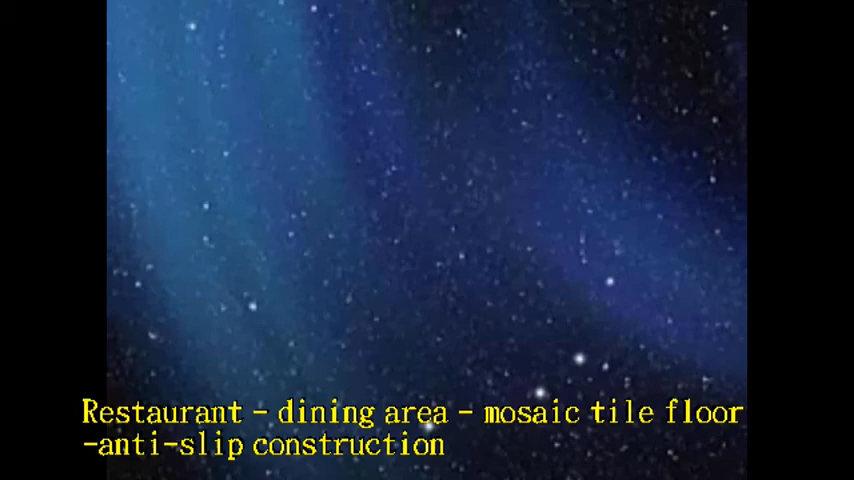 Restaurant - dining area - mosaic tile floor
-anti-slip construction